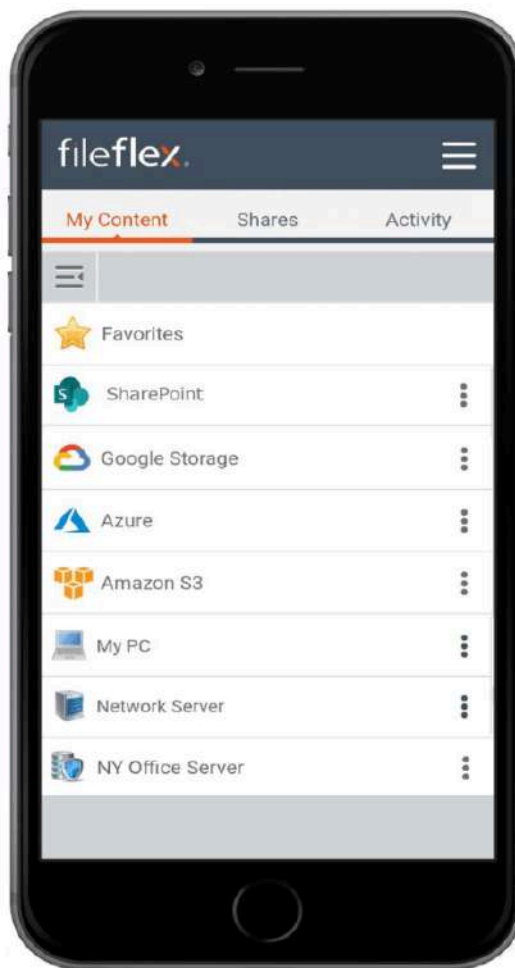 fileflex.
My Content Shares Activity
Favorites
S SharePoint
Google Storage
Azure
Amazon S3
My PC
Network Server
NY Office Server